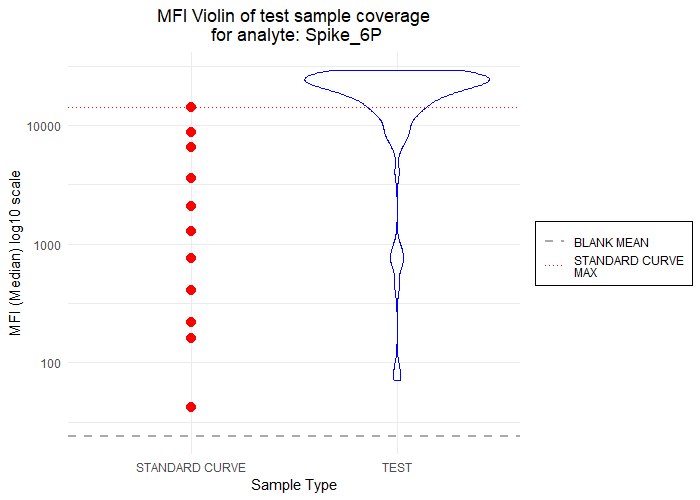 MFI Violin of test sample coverage
for analyte: Spike_6P
MFI (Median) log10 scale
10000
1000
100
STANDARD CURVE
TEST
Sample Type
BLANK MEAN
STANDARD CURVE
MAX